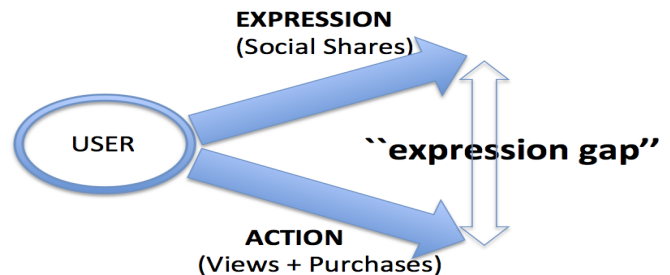 EXPRESSION
(Social Shares)
USER
``expression gap’’
ACTION
(Views + Purchases)